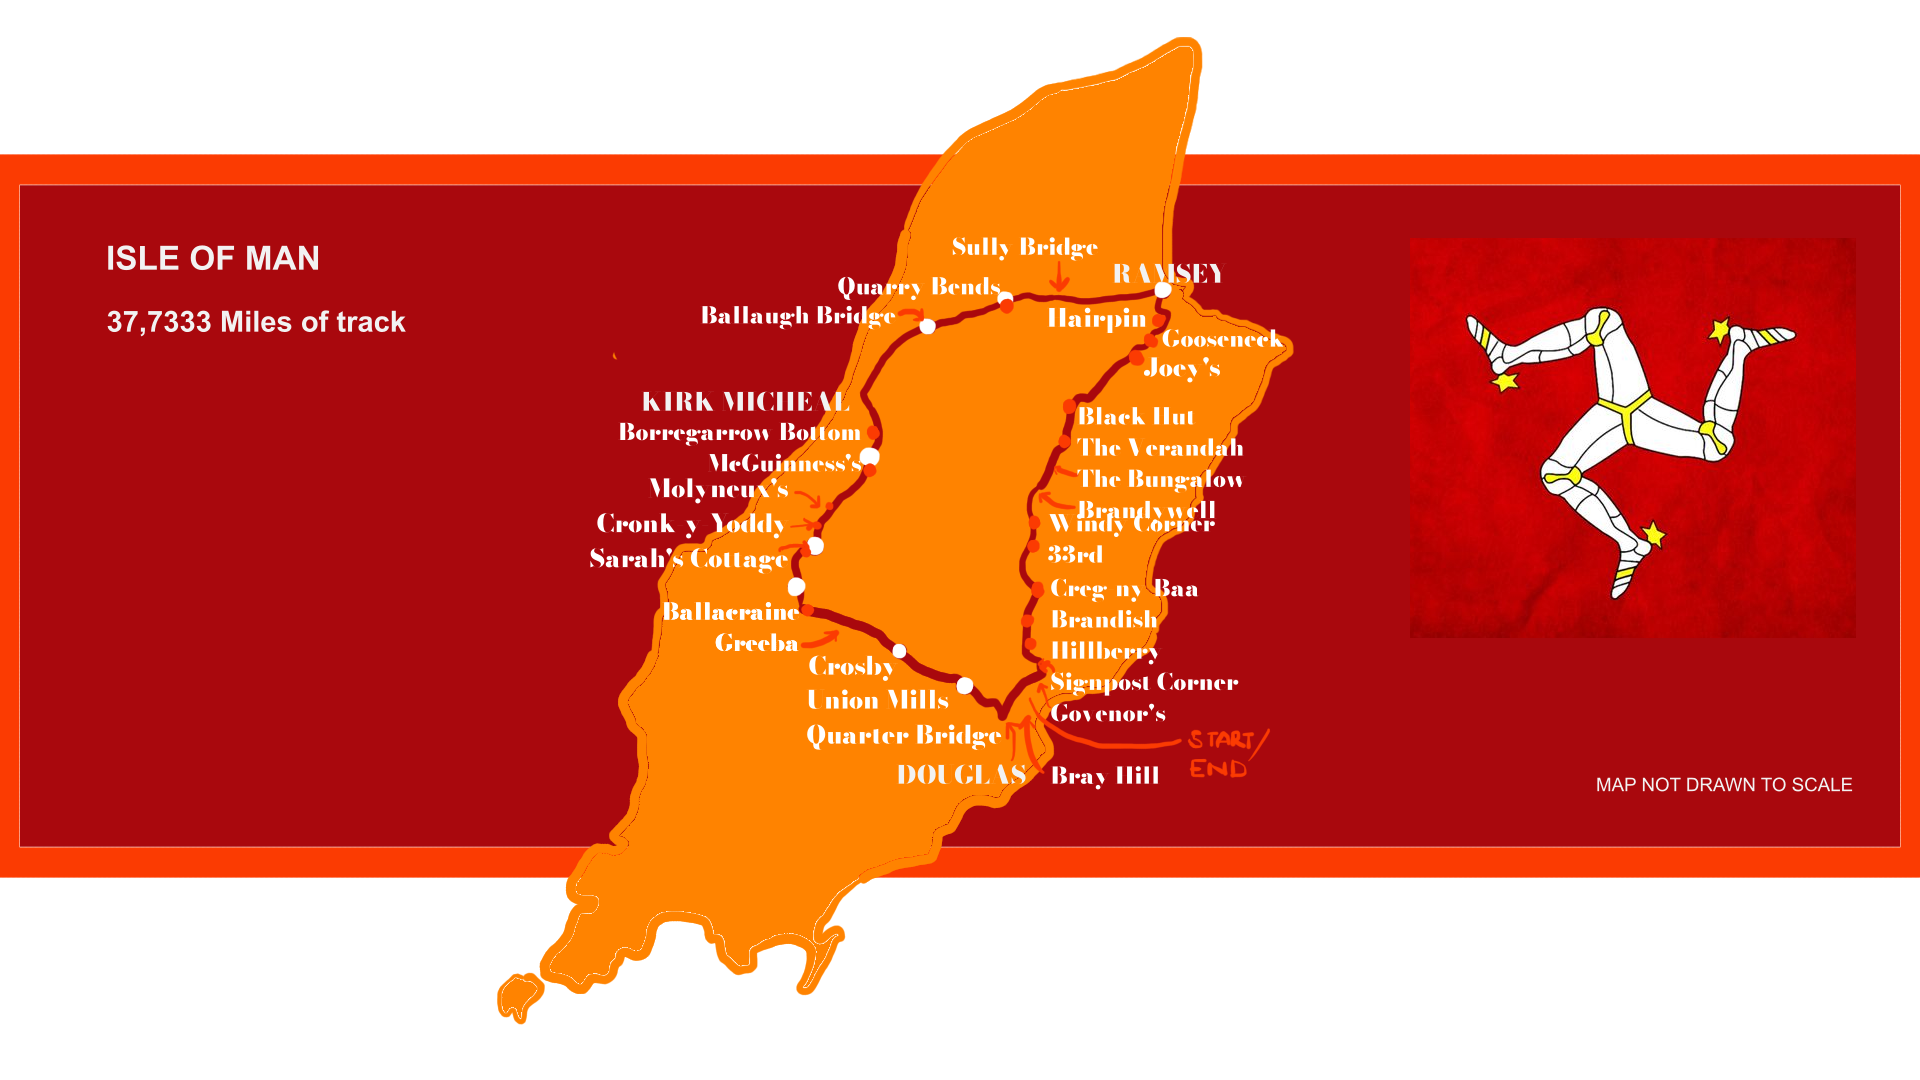 ISLE OF MAN
37,7333 Miles of track
Sully Bridge
RAMSEY
Quarry Bends
Ballaugh Bridge
Hairpin
Gooseneck
Joey's
KIRK MICHEAL
Borregarrow Bottom
McGuinness's
Molyneux's
Cronk y Yoddy
Sarah's Cottage
Ballacraine
Greeba
Crosby
Union Mills
Quarter Bridge
DOUGLAS
Black Hut
The Verandah
The Bungalow
Brandywell
Windy Corner
33rd
Creg ny Baa
Brandish
Hillberry
Signpost Corner
Govenor's
START/
END
Bray Hill
MAP NOT DRAWN TO SCALE